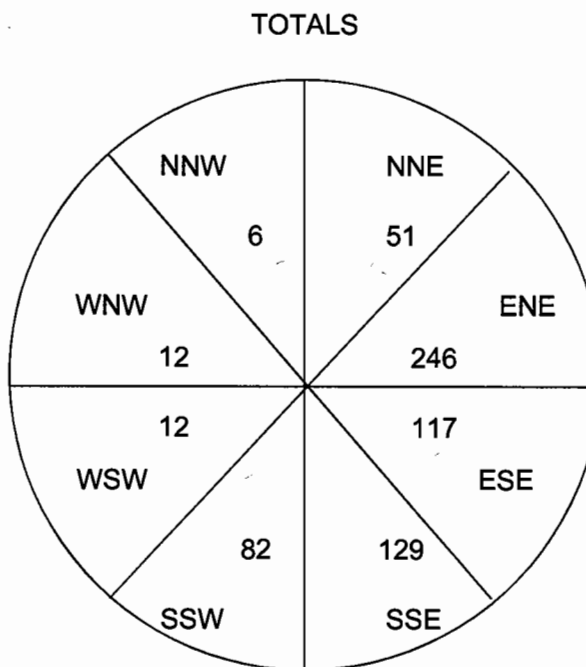 TOTALS
NNW NNE
6 51
WNW ENE
12 246
12 117
WSW ESE
82 129
SSW SSE